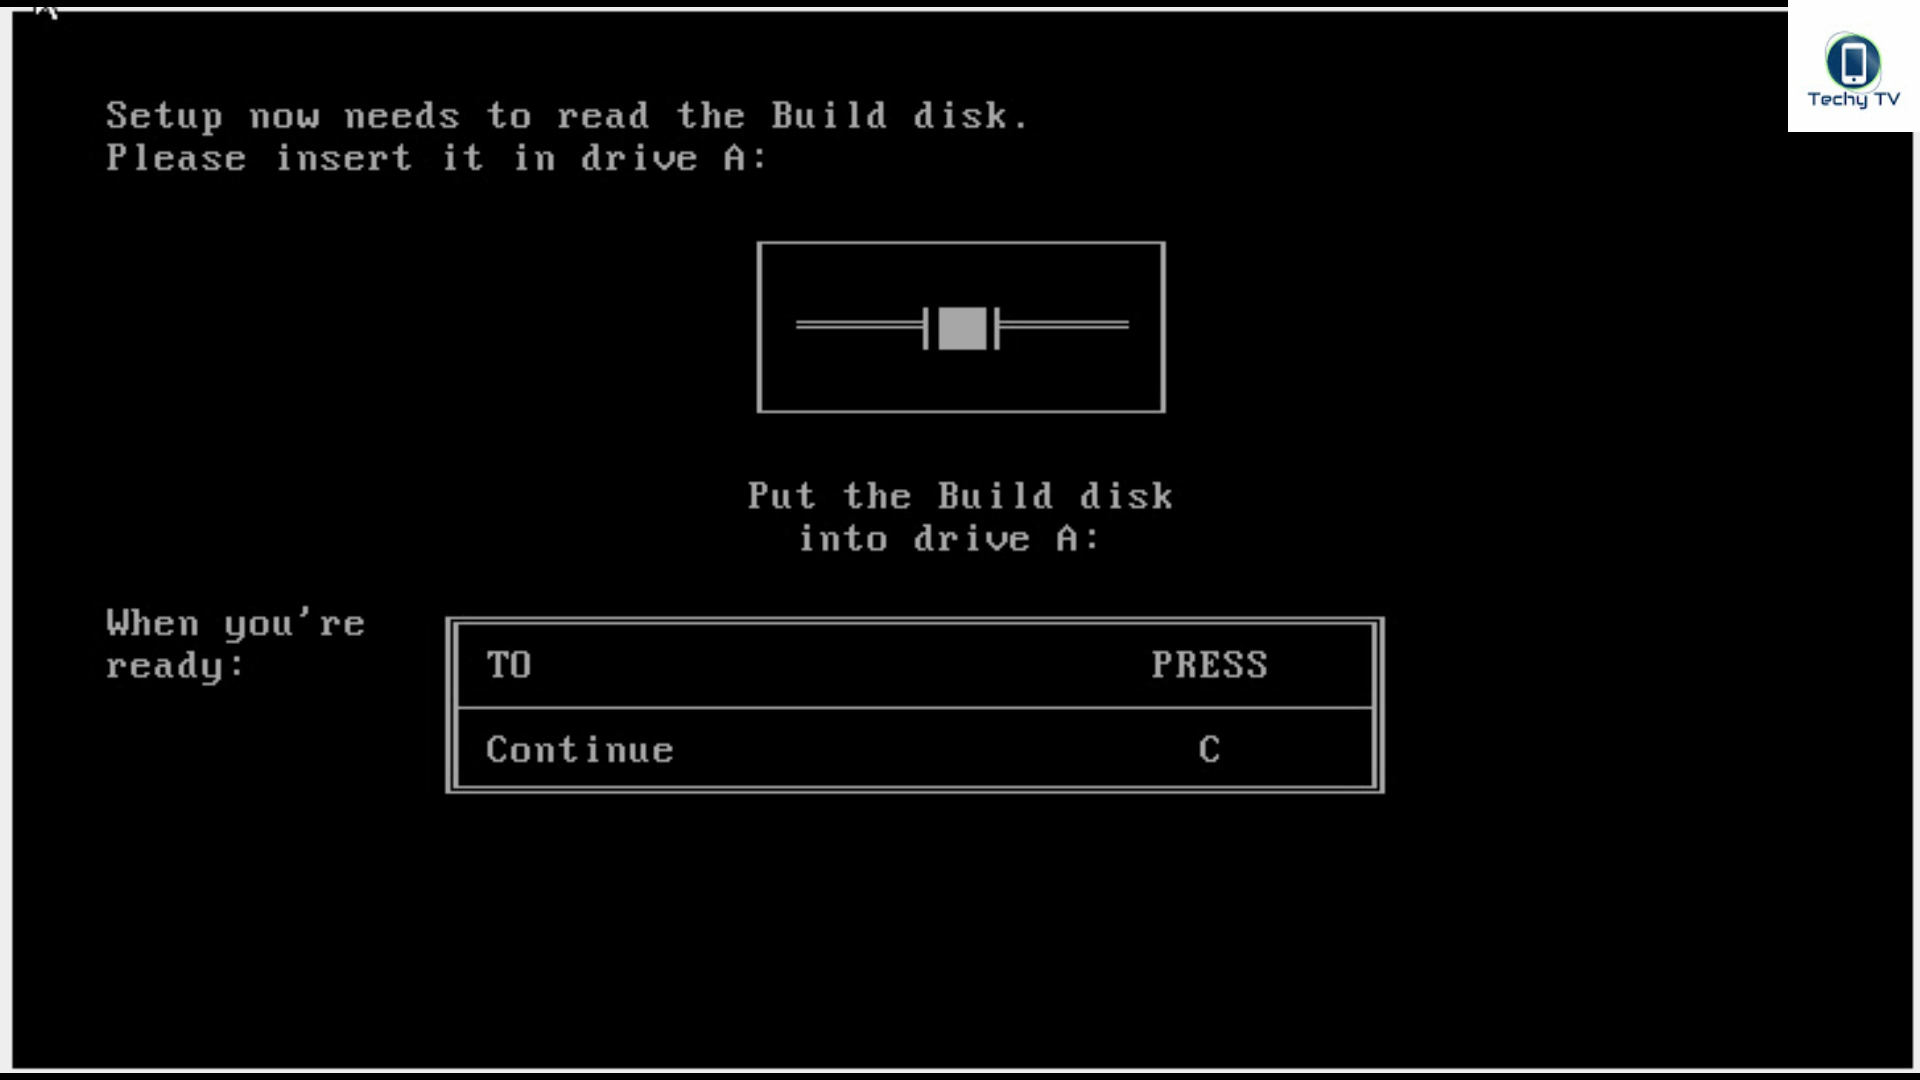 Techy TV
Setup now needs to read the Build disk.
Please insert it in drive A:
Put the Build disk
into drive A:
When you're
ready:
TO PRESS
Continue C